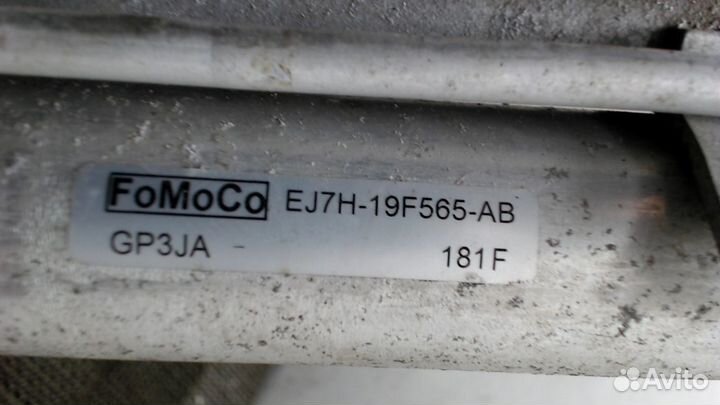 FoMoCo EJ7H-19F565-AB
GP3JA - 181F
Avito